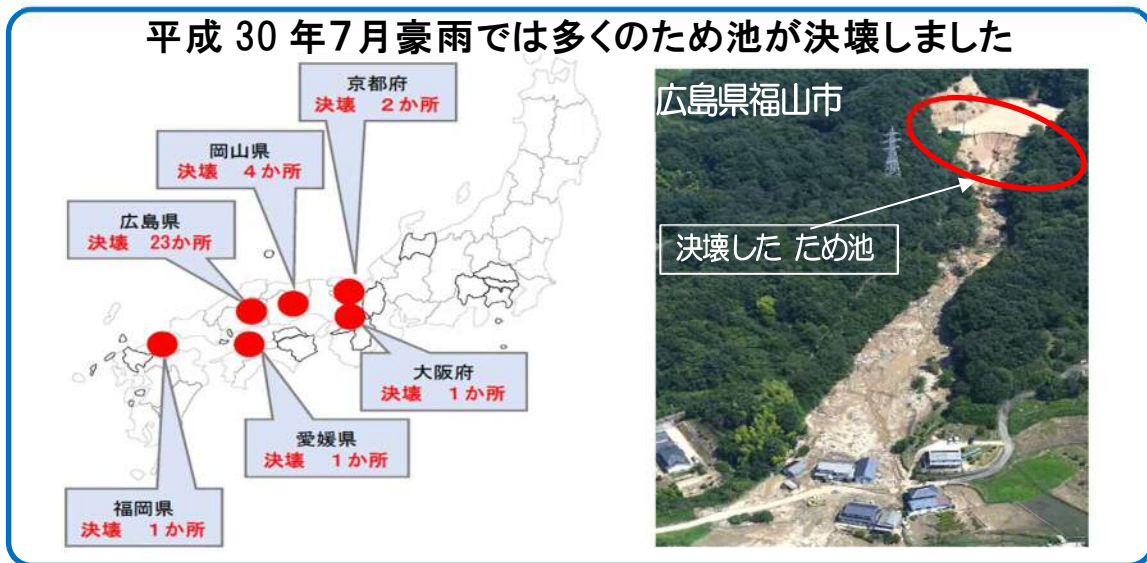 平成 30 年7月豪雨では多くのため池が決壊しました
京都府
決壊 2か所
岡山県
決壊 4か所
広島県
決壊 23か所
大阪府
決壊 1か所
愛媛県
決壊 1か所
福岡県
決壊 1か所
広島県福山市
決壊した ため池